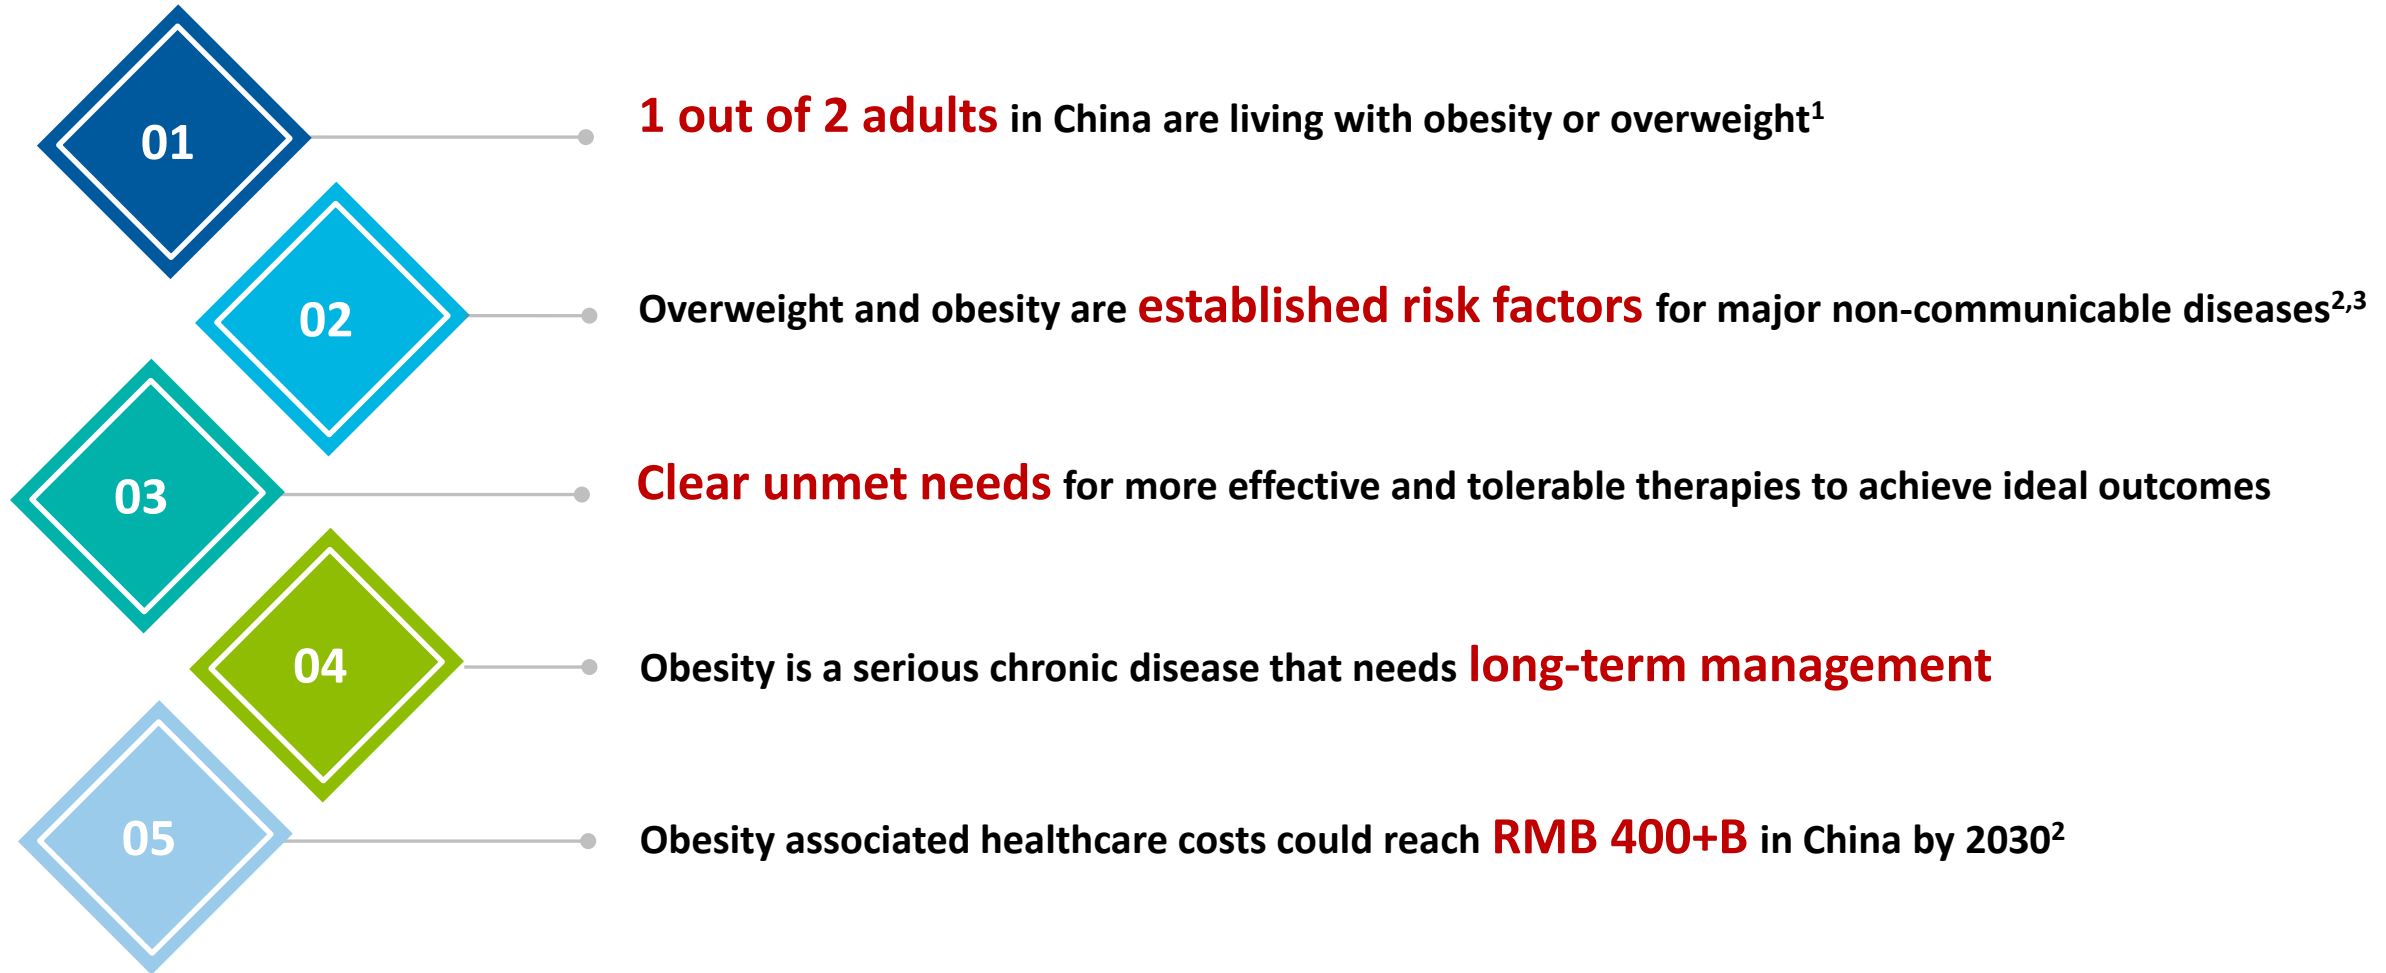 01
1 out of 2 adults in China are living with obesity or overweight¹
02
Overweight and obesity are established risk factors for major non-communicable diseases²,³
03
Clear unmet needs for more effective and tolerable therapies to achieve ideal outcomes
04
Obesity is a serious chronic disease that needs long-term management
05
Obesity associated healthcare costs could reach RMB 400+B in China by 2030²